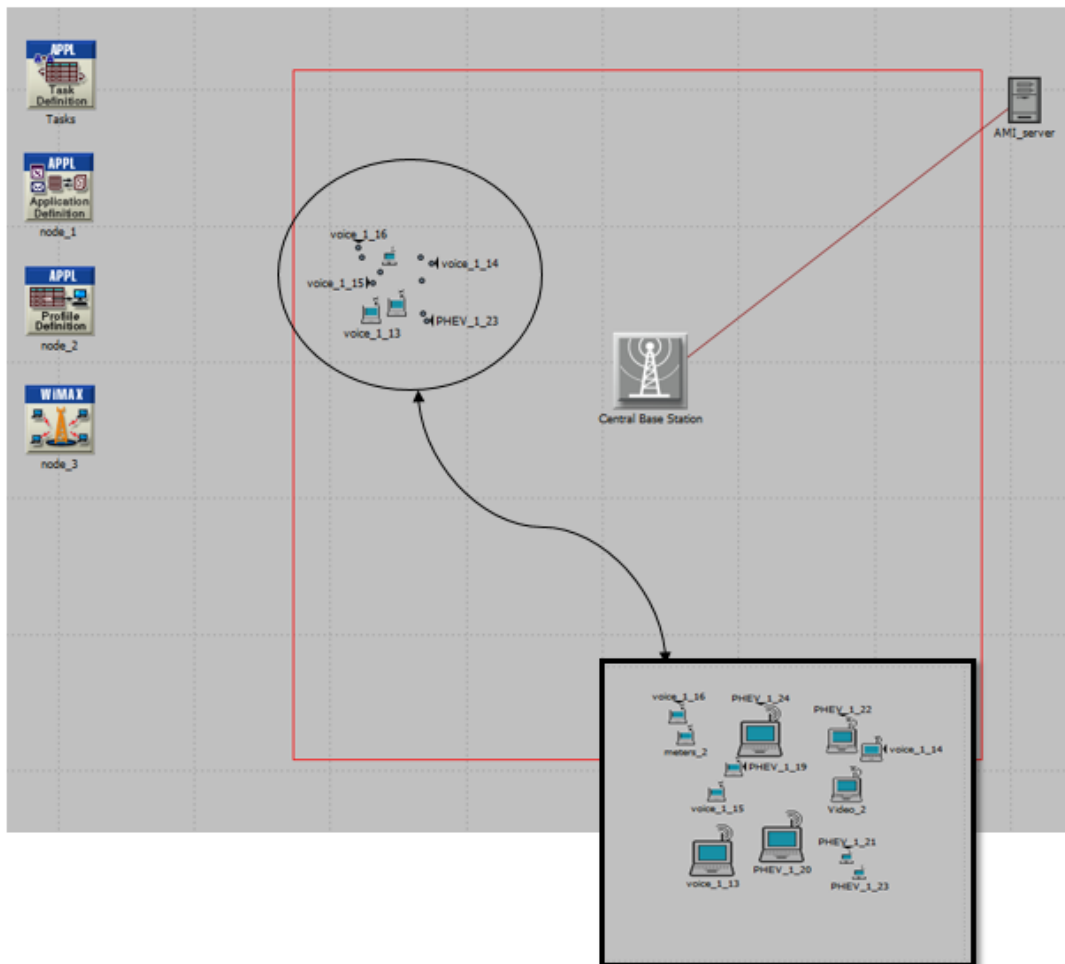 APPL
Task
Definition
Tasks
APPL
Application
Definition
node_1
APPL
Profile
Definition
node_2
WiMAX
node_3
AMI_server
voice_1_16
voice_1_14
voice_1_15
voice_1_13
PHEV_1_23
Central Base Station
voice_1_16
PHEV_1_24
PHEV_1_22
meters_2
voice_1_14
PHEV_1_19
voice_1_15
Video_2
PHEV_1_21
voice_1_13
PHEV_1_20
PHEV_1_23